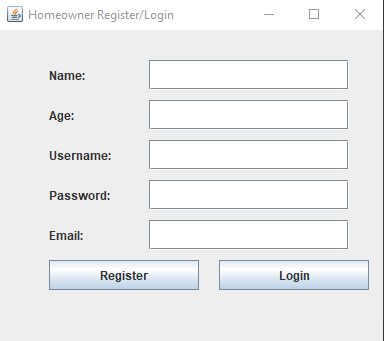 Homeowner Register/Login
Name:
Age:
Username:
Password:
Email:
Register Login